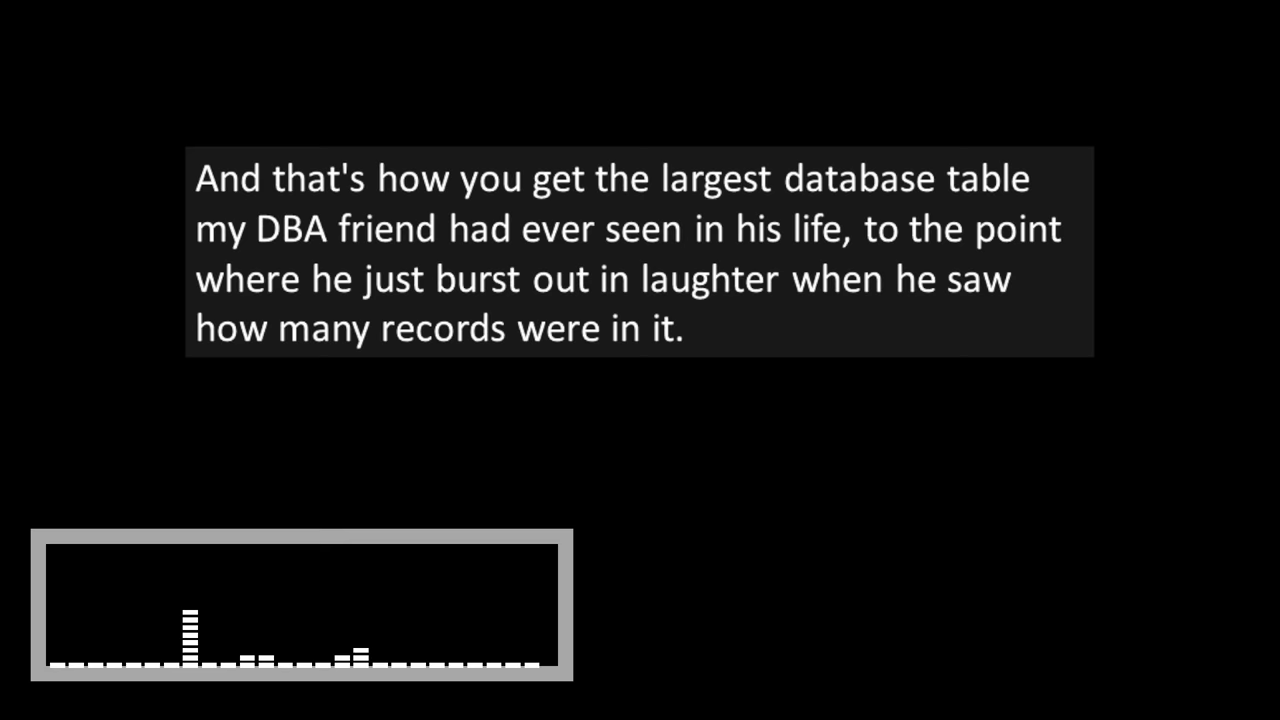 And that's how you get the largest database table
my DBA friend had ever seen in his life, to the point
where he just burst out in laughter when he saw
how many records were in it.